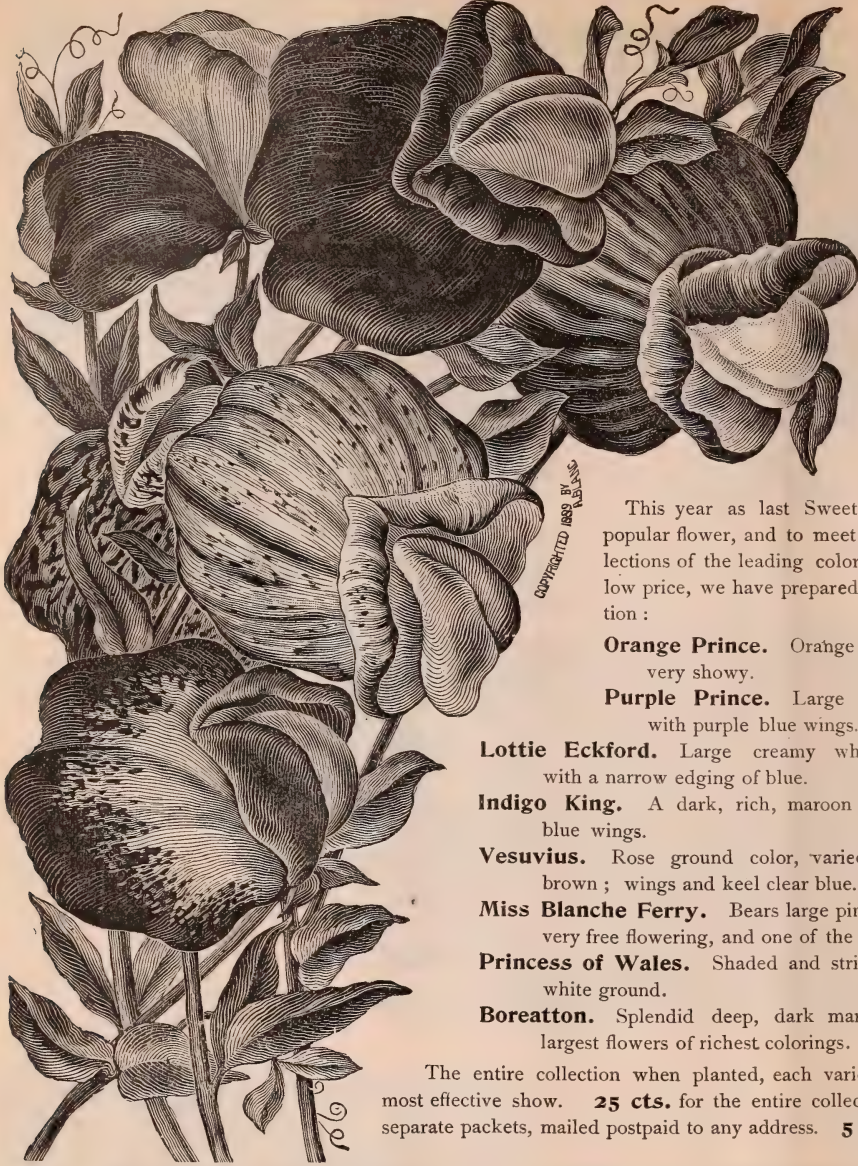 COPYRIGHTED 1889 BY
A.BLANC
This year as last Sweet
popular flower, and to meet
lections of the leading color
low price, we have prepared
tion :
Orange Prince. Orange
very showy.
Purple Prince. Large
with purple blue wings.
Lottie Eckford. Large creamy wh
with a narrow edging of blue.
Indigo King. A dark, rich, maroon
blue wings.
Vesuvius. Rose ground color, varie
brown ; wings and keel clear blue.
Miss Blanche Ferry. Bears large pin
very free flowering, and one of the
Princess of Wales. Shaded and stri
white ground.
Boreatton. Splendid deep, dark mar
largest flowers of richest colorings.
The entire collection when planted, each vari
most effective show. 25 cts. for the entire collec
separate packets, mailed postpaid to any address. 5